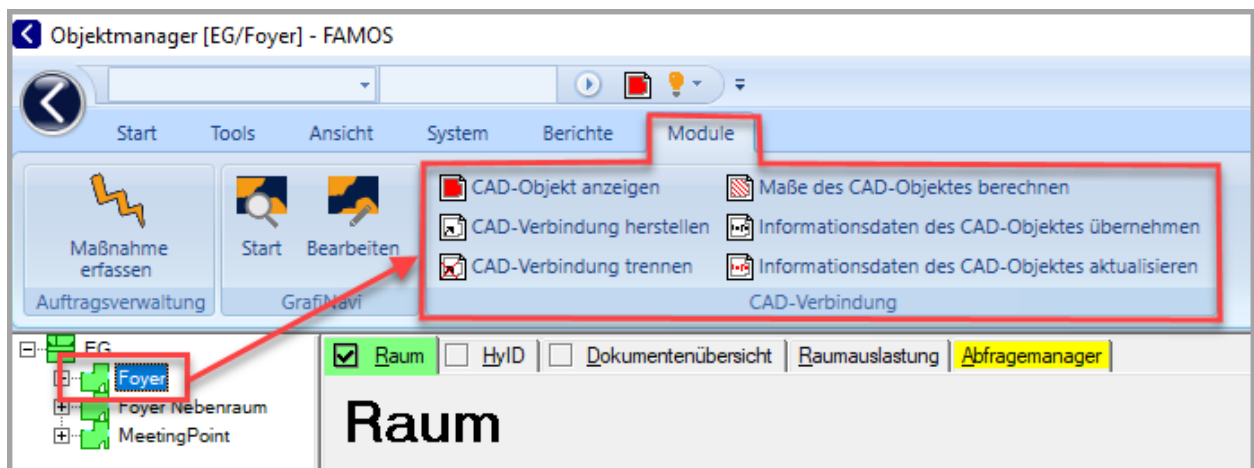 Objektmanager [EG/Foyer] - FAMOS
Start Tools Ansicht System Berichte Module
Maßnahme
erfassen
Auftragsverwaltung
Start Bearbeiten
GrafiNavi
CAD-Objekt anzeigen
CAD-Verbindung herstellen
CAD-Verbindung trennen
Maße des CAD-Objektes berechnen
Informationsdaten des CAD-Objektes übernehmen
Informationsdaten des CAD-Objektes aktualisieren
CAD-Verbindung
EG
Foyer
Foyer Nebenraum
MeetingPoint
Raum HyID Dokumentenübersicht Raumauslastung Abfragemanager
Raum